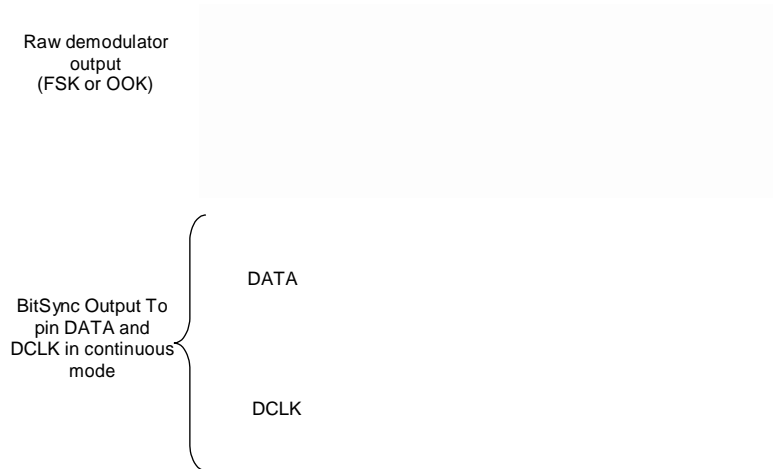 Raw demodulator
output
(FSK or OOK)
DATA
BitSync Output To
pin DATA and
DCLK in continuous
mode
DCLK